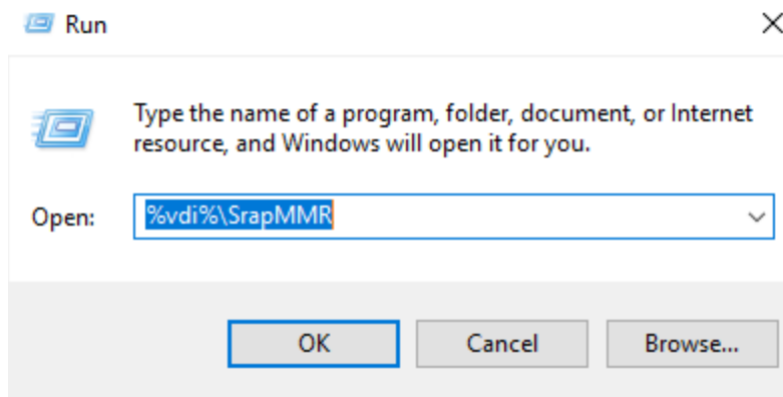 Run
Type the name of a program, folder, document, or Internet
resource, and Windows will open it for you.
Open: %vdi%\SrapMMR
OK Cancel Browse...